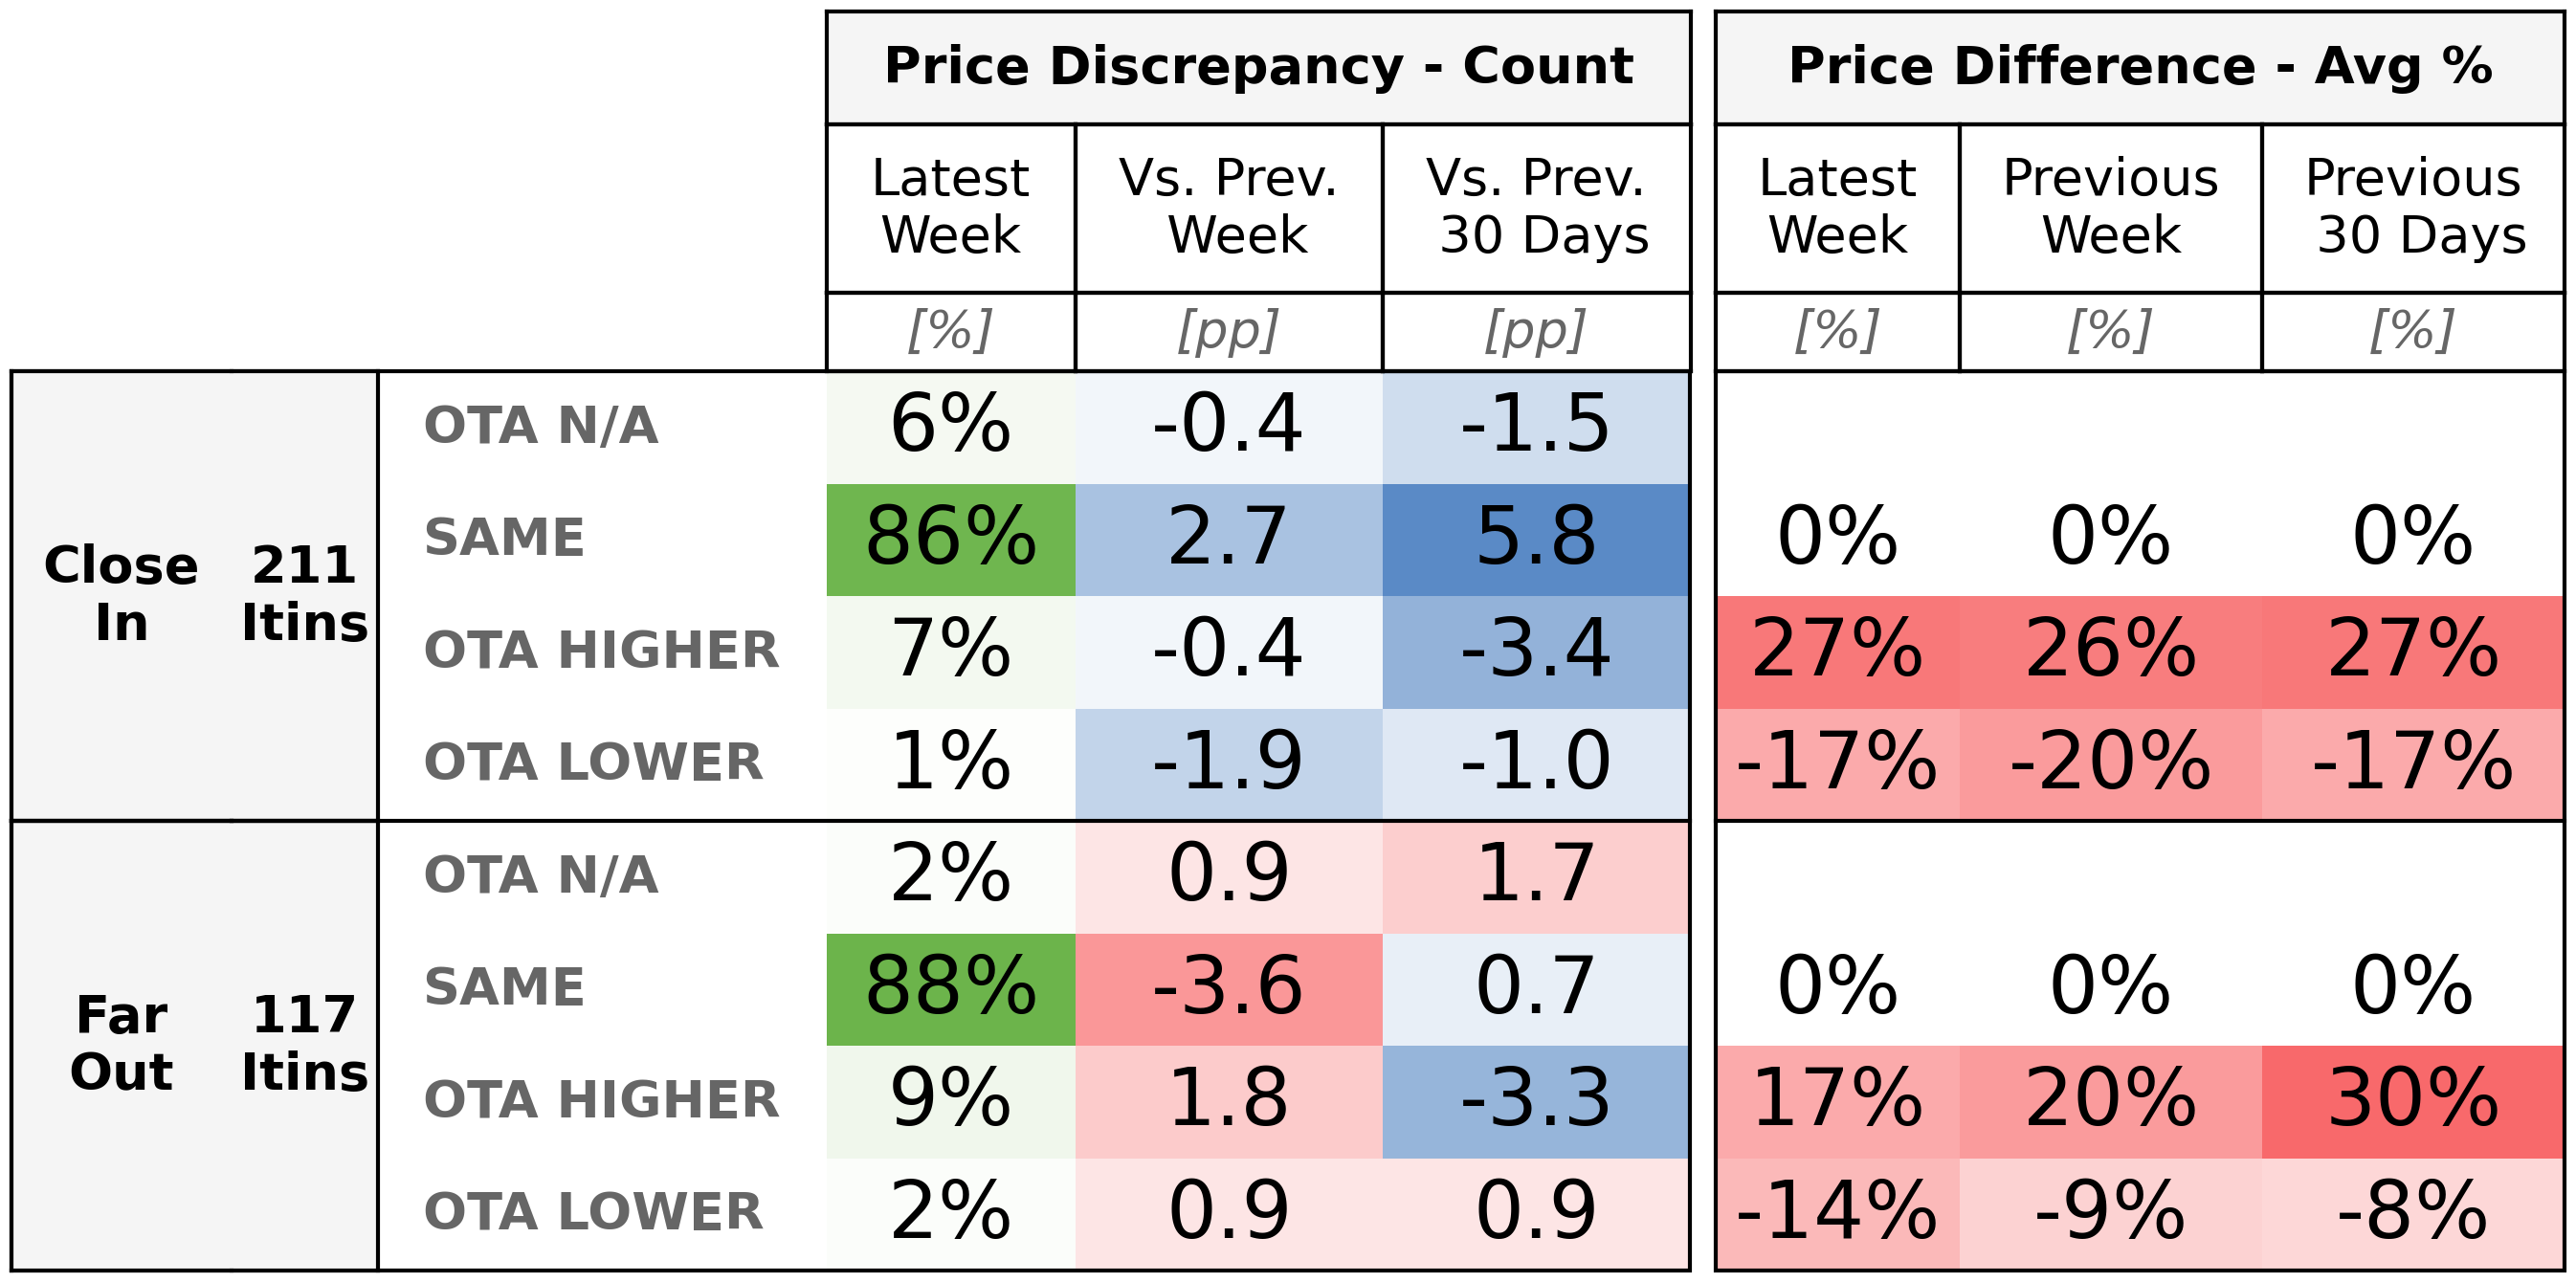 Price Discrepancy - Count Price Difference - Avg %
Latest Week Vs. Prev. Week Vs. Prev. 30 Days Latest Week Previous Week Previous 30 Days
[%] [pp] [pp] [%] [%] [%]
Close In 211 Itins
OTA N/A 6% -0.4 -1.5
SAME 86% 2.7 5.8 0% 0% 0%
OTA HIGHER 7% -0.4 -3.4 27% 26% 27%
OTA LOWER 1% -1.9 -1.0 -17% -20% -17%
Far Out 117 Itins
OTA N/A 2% 0.9 1.7
SAME 88% -3.6 0.7 0% 0% 0%
OTA HIGHER 9% 1.8 -3.3 17% 20% 30%
OTA LOWER 2% 0.9 0.9 -14% -9% -8%